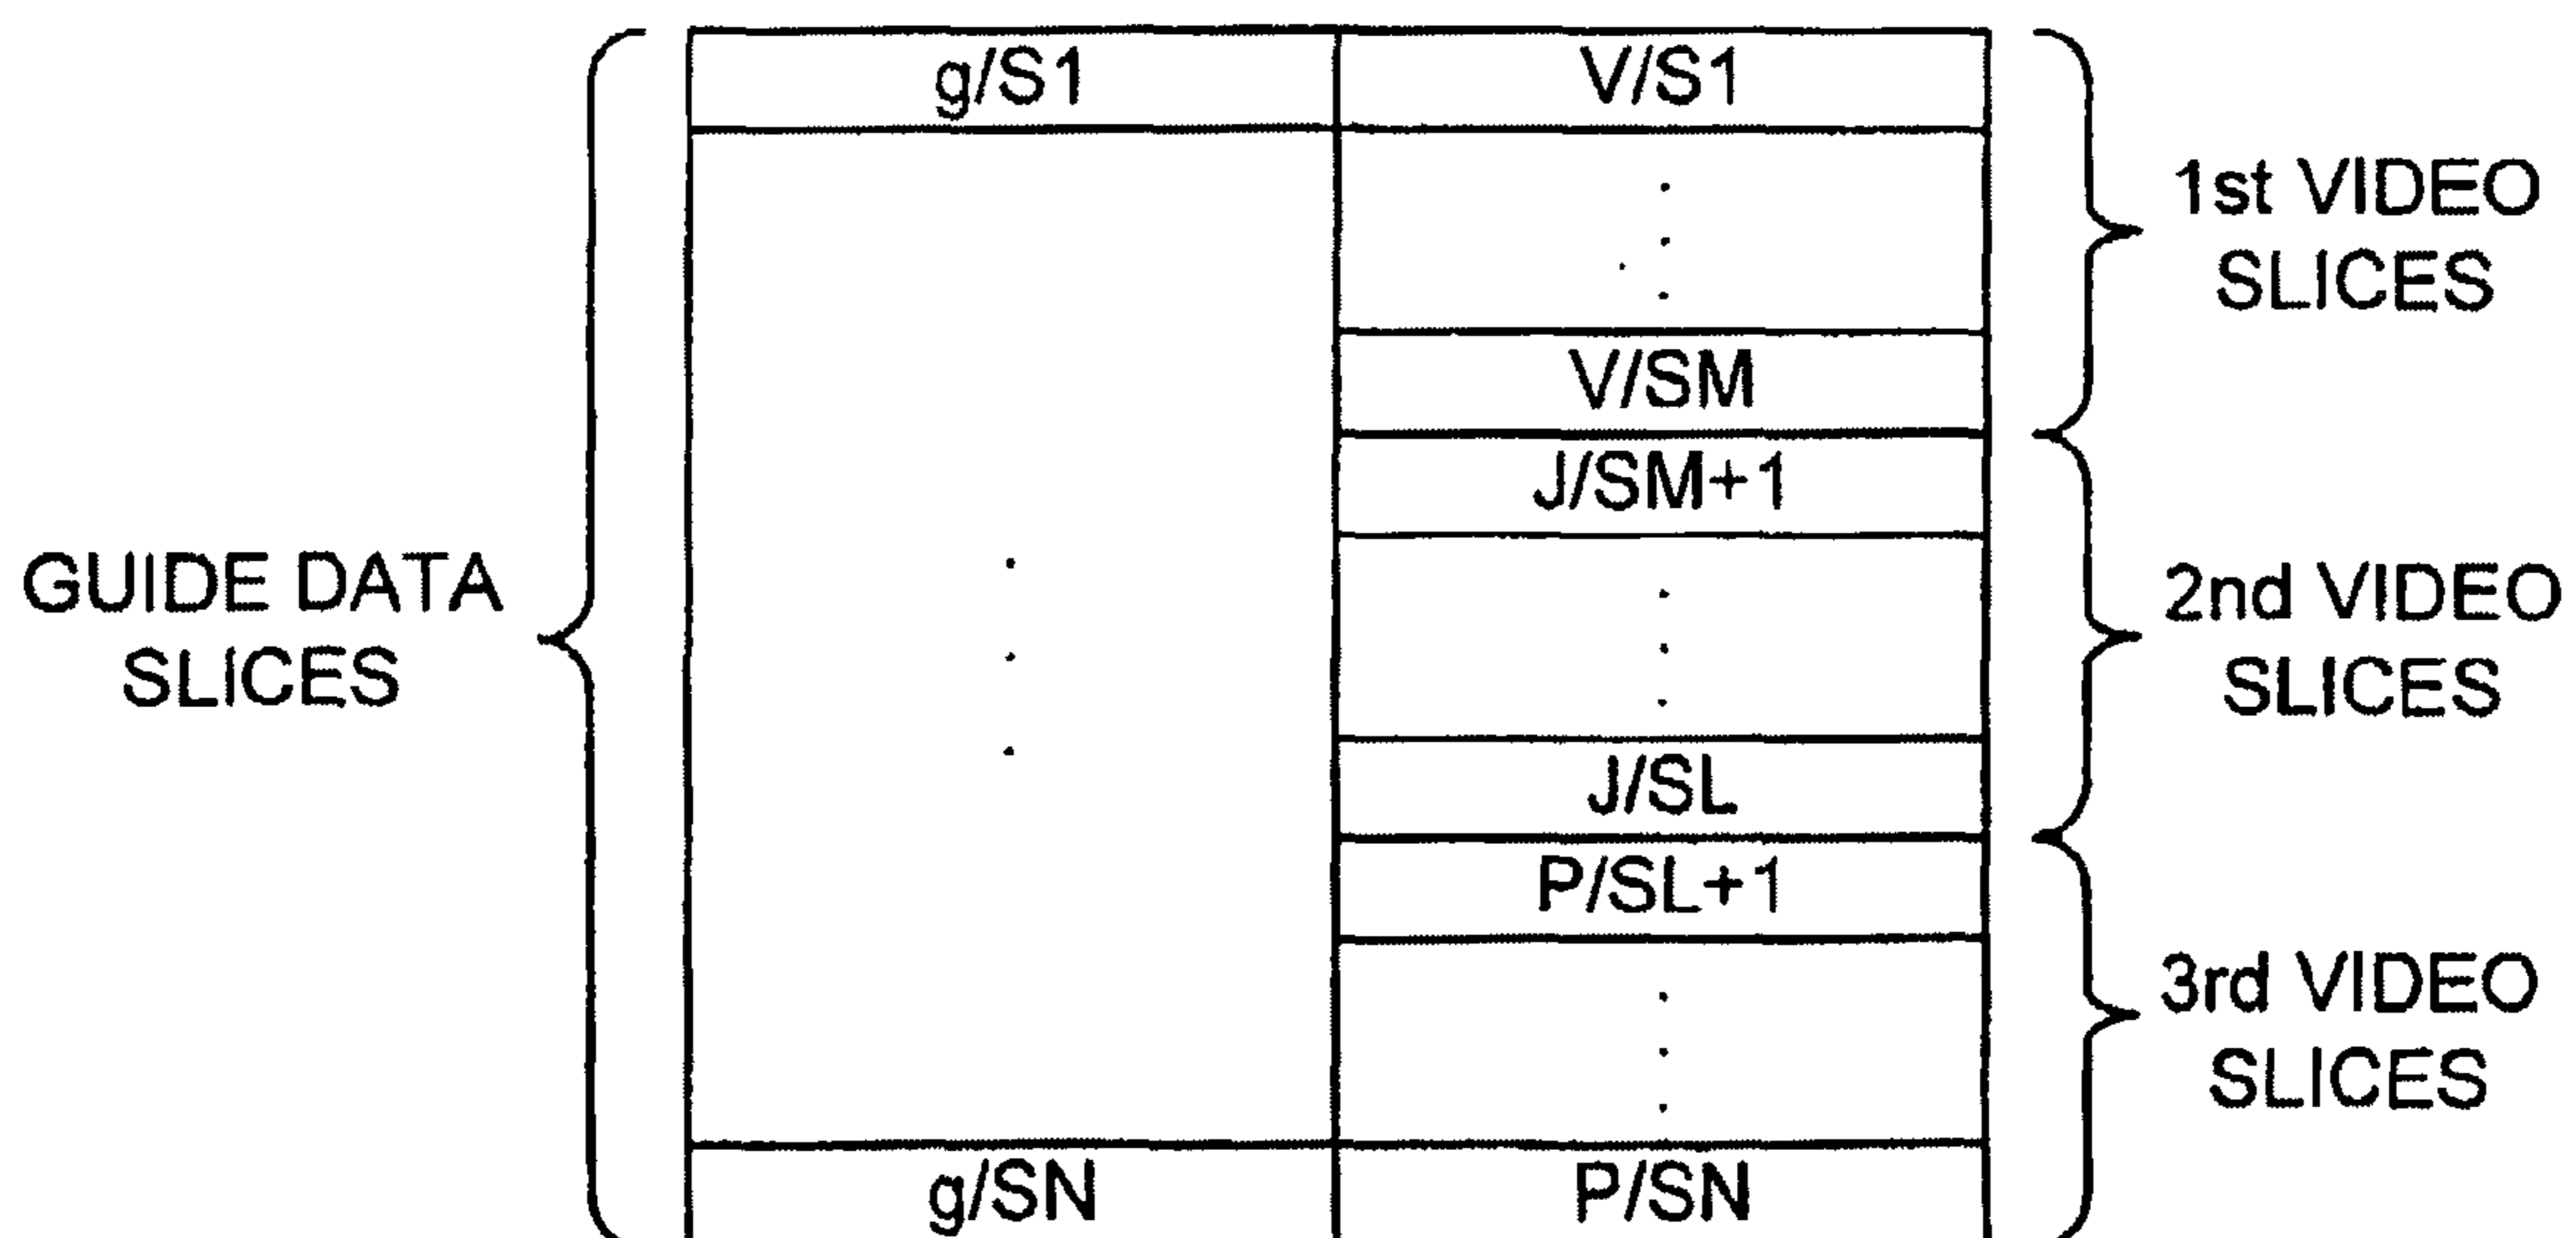 g/S1
V/S1
V/SM
J/SM+1
J/SL
P/SL+1
g/SN
P/SN
GUIDE DATA
SLICES
1st VIDEO
SLICES
2nd VIDEO
SLICES
3rd VIDEO
SLICES